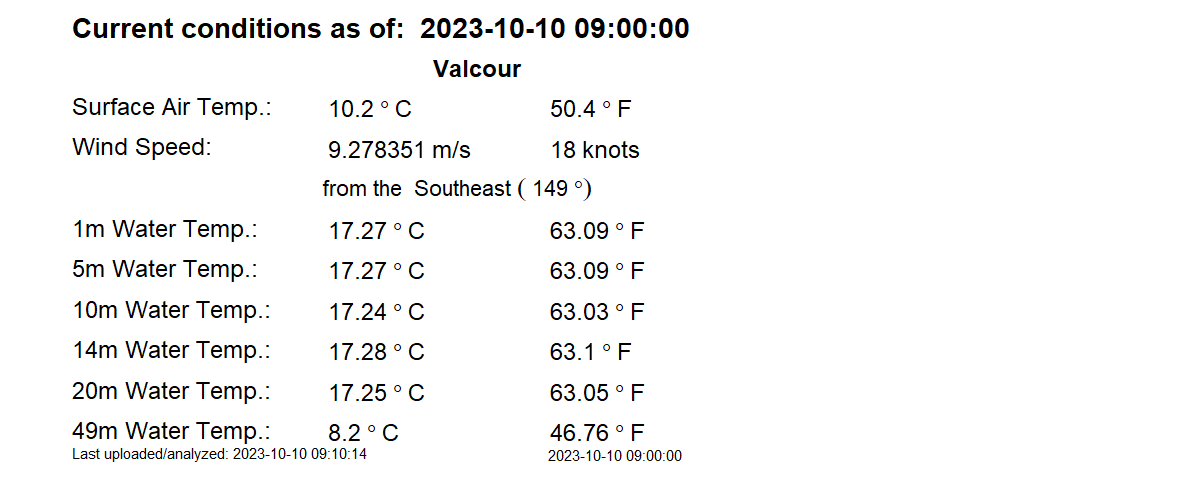 Current conditions as of: 2023-10-10 09:00:00
Valcour
Surface Air Temp.: 10.2 ° C 50.4 ° F
Wind Speed: 9.278351 m/s 18 knots
from the Southeast ( 149 °)
1m Water Temp.: 17.27 ° C 63.09 ° F
5m Water Temp.: 17.27 ° C 63.09 ° F
10m Water Temp.: 17.24 ° C 63.03 ° F
14m Water Temp.: 17.28 ° C 63.1 ° F
20m Water Temp.: 17.25 ° C 63.05 ° F
49m Water Temp.: 8.2 ° C 46.76 ° F
Last uploaded/analyzed: 2023-10-10 09:10:14 2023-10-10 09:00:00